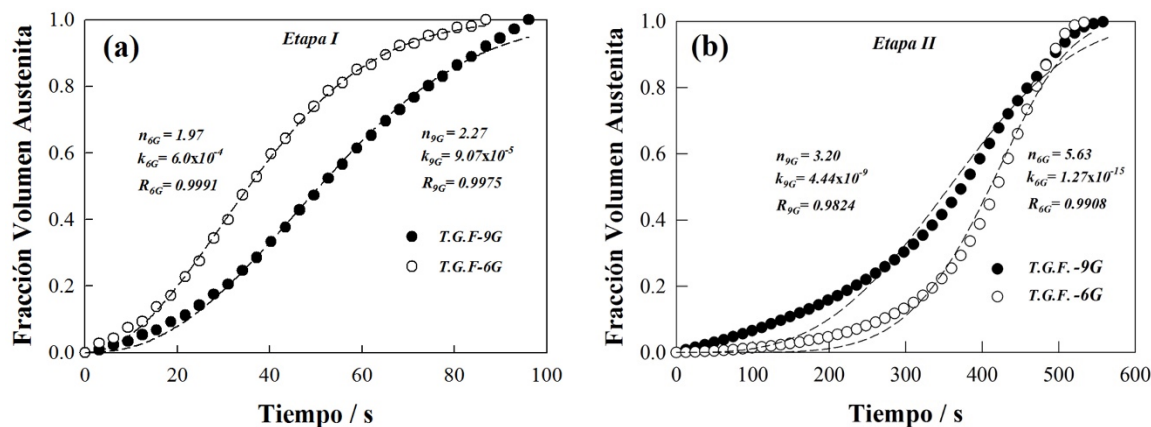 Fracción Volumen Austenita
1.0
0.8
0.6
0.4
0.2
0.0
(a)
Etapa I
n6G = 1.97
k6G = 6.0x10-4
R6G = 0.9991
n9G = 2.27
k9G = 9.07x10-5
R9G = 0.9975
T.G.F-9G
T.G.F-6G
0 20 40 60 80 100
Tiempo / s
Fracción Volumen Austenita
1.0
0.8
0.6
0.4
0.2
0.0
(b)
Etapa II
n9G = 3.20
k9G = 4.44x10-9
R9G = 0.9824
n6G = 5.63
k6G = 1.27x10-15
R6G = 0.9908
T.G.F. -9G
T.G.F. -6G
0 100 200 300 400 500 600
Tiempo / s